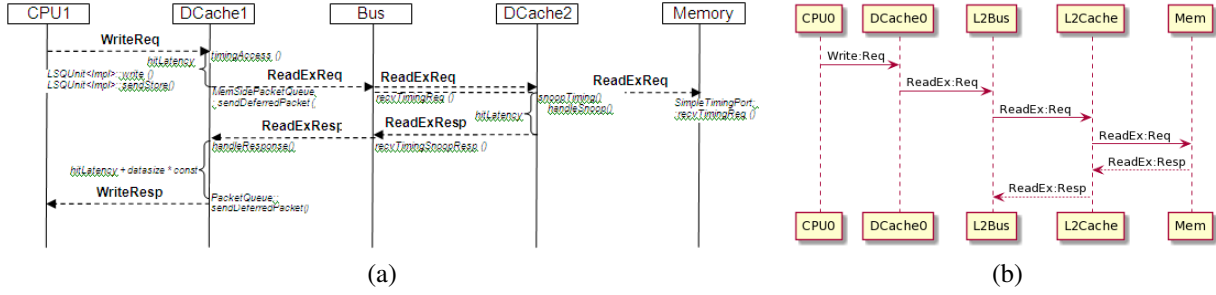 CPU1 DCache1 Bus DCache2 Memory
WriteReq
hitLatency
timingAccess ()
LSQUnit<Impl> :write ()
LSQUnit<Impl> :sendStore()
ReadExReq ReadExReq ReadExReq
MemSidePacketQueue:
:sendDeferredPacket (
recvTimingReq ()
snoopTiming()
handleSnoop()
hitLatency
SimpleTimingPort:
:recvTimingReq ()
ReadExResp ReadExResp
handleResponse()
recvTimingSnoopResp ()
hitLatency + datasize * const
WriteResp
PacketQueue::
sendDeferredPacket()
(a)
CPU0 DCache0 L2Bus L2Cache Mem
Write:Req
ReadEx:Req
ReadEx:Req
ReadEx:Req
ReadEx:Resp
ReadEx:Resp
CPU0 DCache0 L2Bus L2Cache Mem
(b)